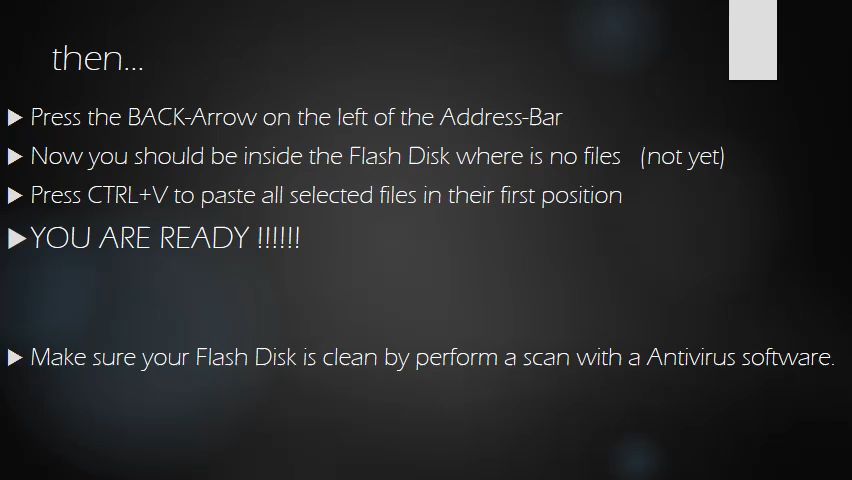 then...
Press the BACK-Arrow on the left of the Address-Bar
Now you should be inside the Flash Disk where is no files (not yet)
Press CTRL+V to paste all selected files in their first position
YOU ARE READY !!!!!!
Make sure your Flash Disk is clean by perform a scan with a Antivirus software.